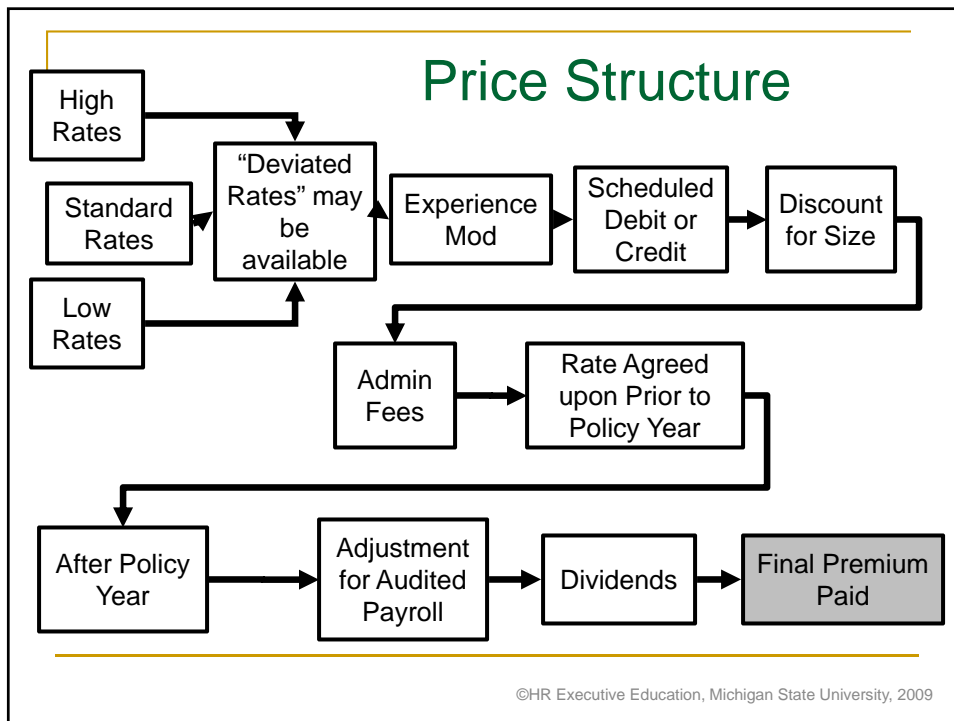 Price Structure
High
Rates
Standard
Rates
Low
Rates
“Deviated
Rates” may
be
available
Experience
Mod
Scheduled
Debit or
Credit
Discount
for Size
Admin
Fees
Rate Agreed
upon Prior to
Policy Year
After Policy
Year
Adjustment
for Audited
Payroll
Dividends
Final Premium
Paid
©HR Executive Education, Michigan State University, 2009